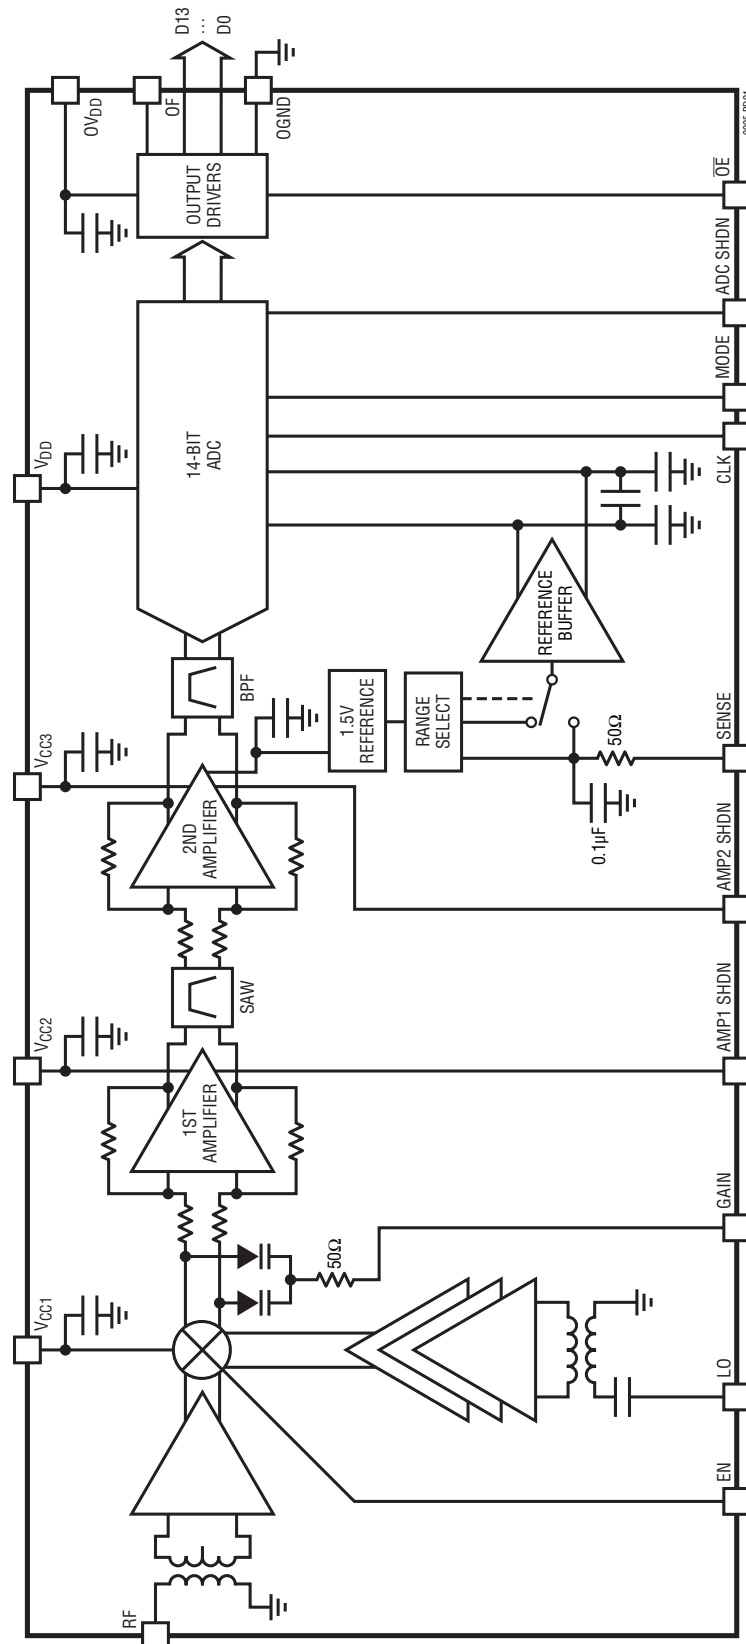 RF
VCC1
VCC2
VCC3
VDD
OVDD
OF
D13
...
D0
OGND
1ST
AMPLIFIER
SAW
2ND
AMPLIFIER
BPF
14-BIT
ADC
OUTPUT
DRIVERS
1.5V
REFERENCE
RANGE
SELECT
REFERENCE
BUFFER
50Ω
0.1µF
50Ω
EN
LO
GAIN
AMP1 SHDN
AMP2 SHDN
SENSE
CLK
MODE
ADC SHDN
O̅E̅